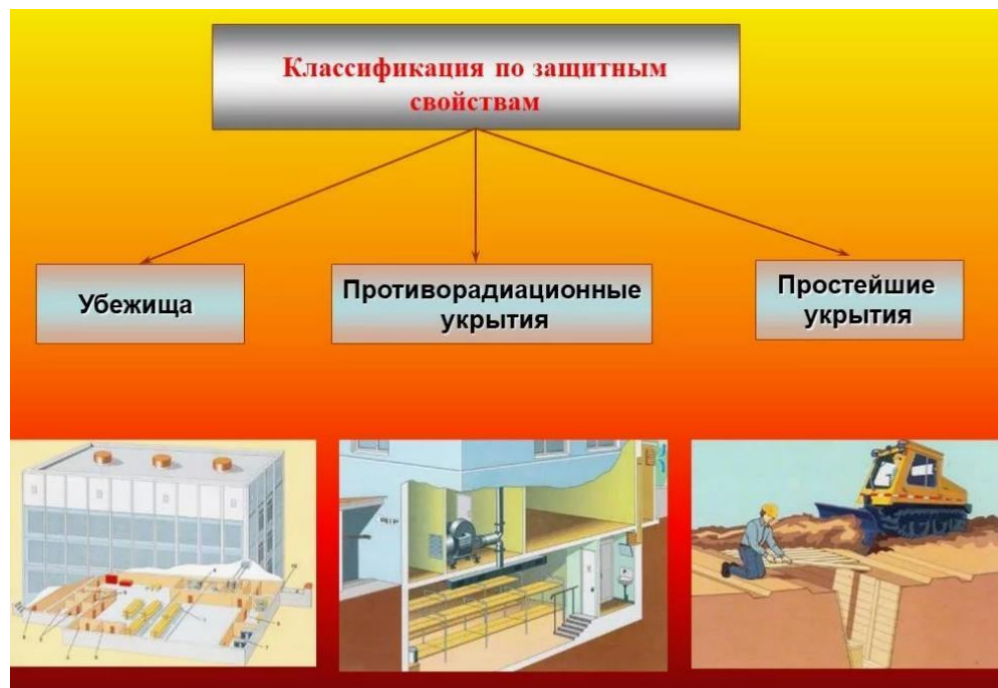 Классификация по защитным
свойствам
Убежища
Противорадиационные
укрытия
Простейшие
укрытия